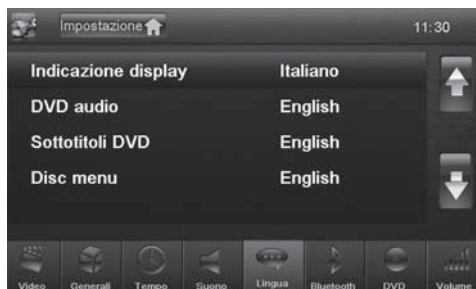 Impostazione 11:30
Indicazione display Italiano
DVD audio English
Sottotitoli DVD English
Disc menu English
Video Generali Tempo Suono Lingua Bluetooth DVD Volume